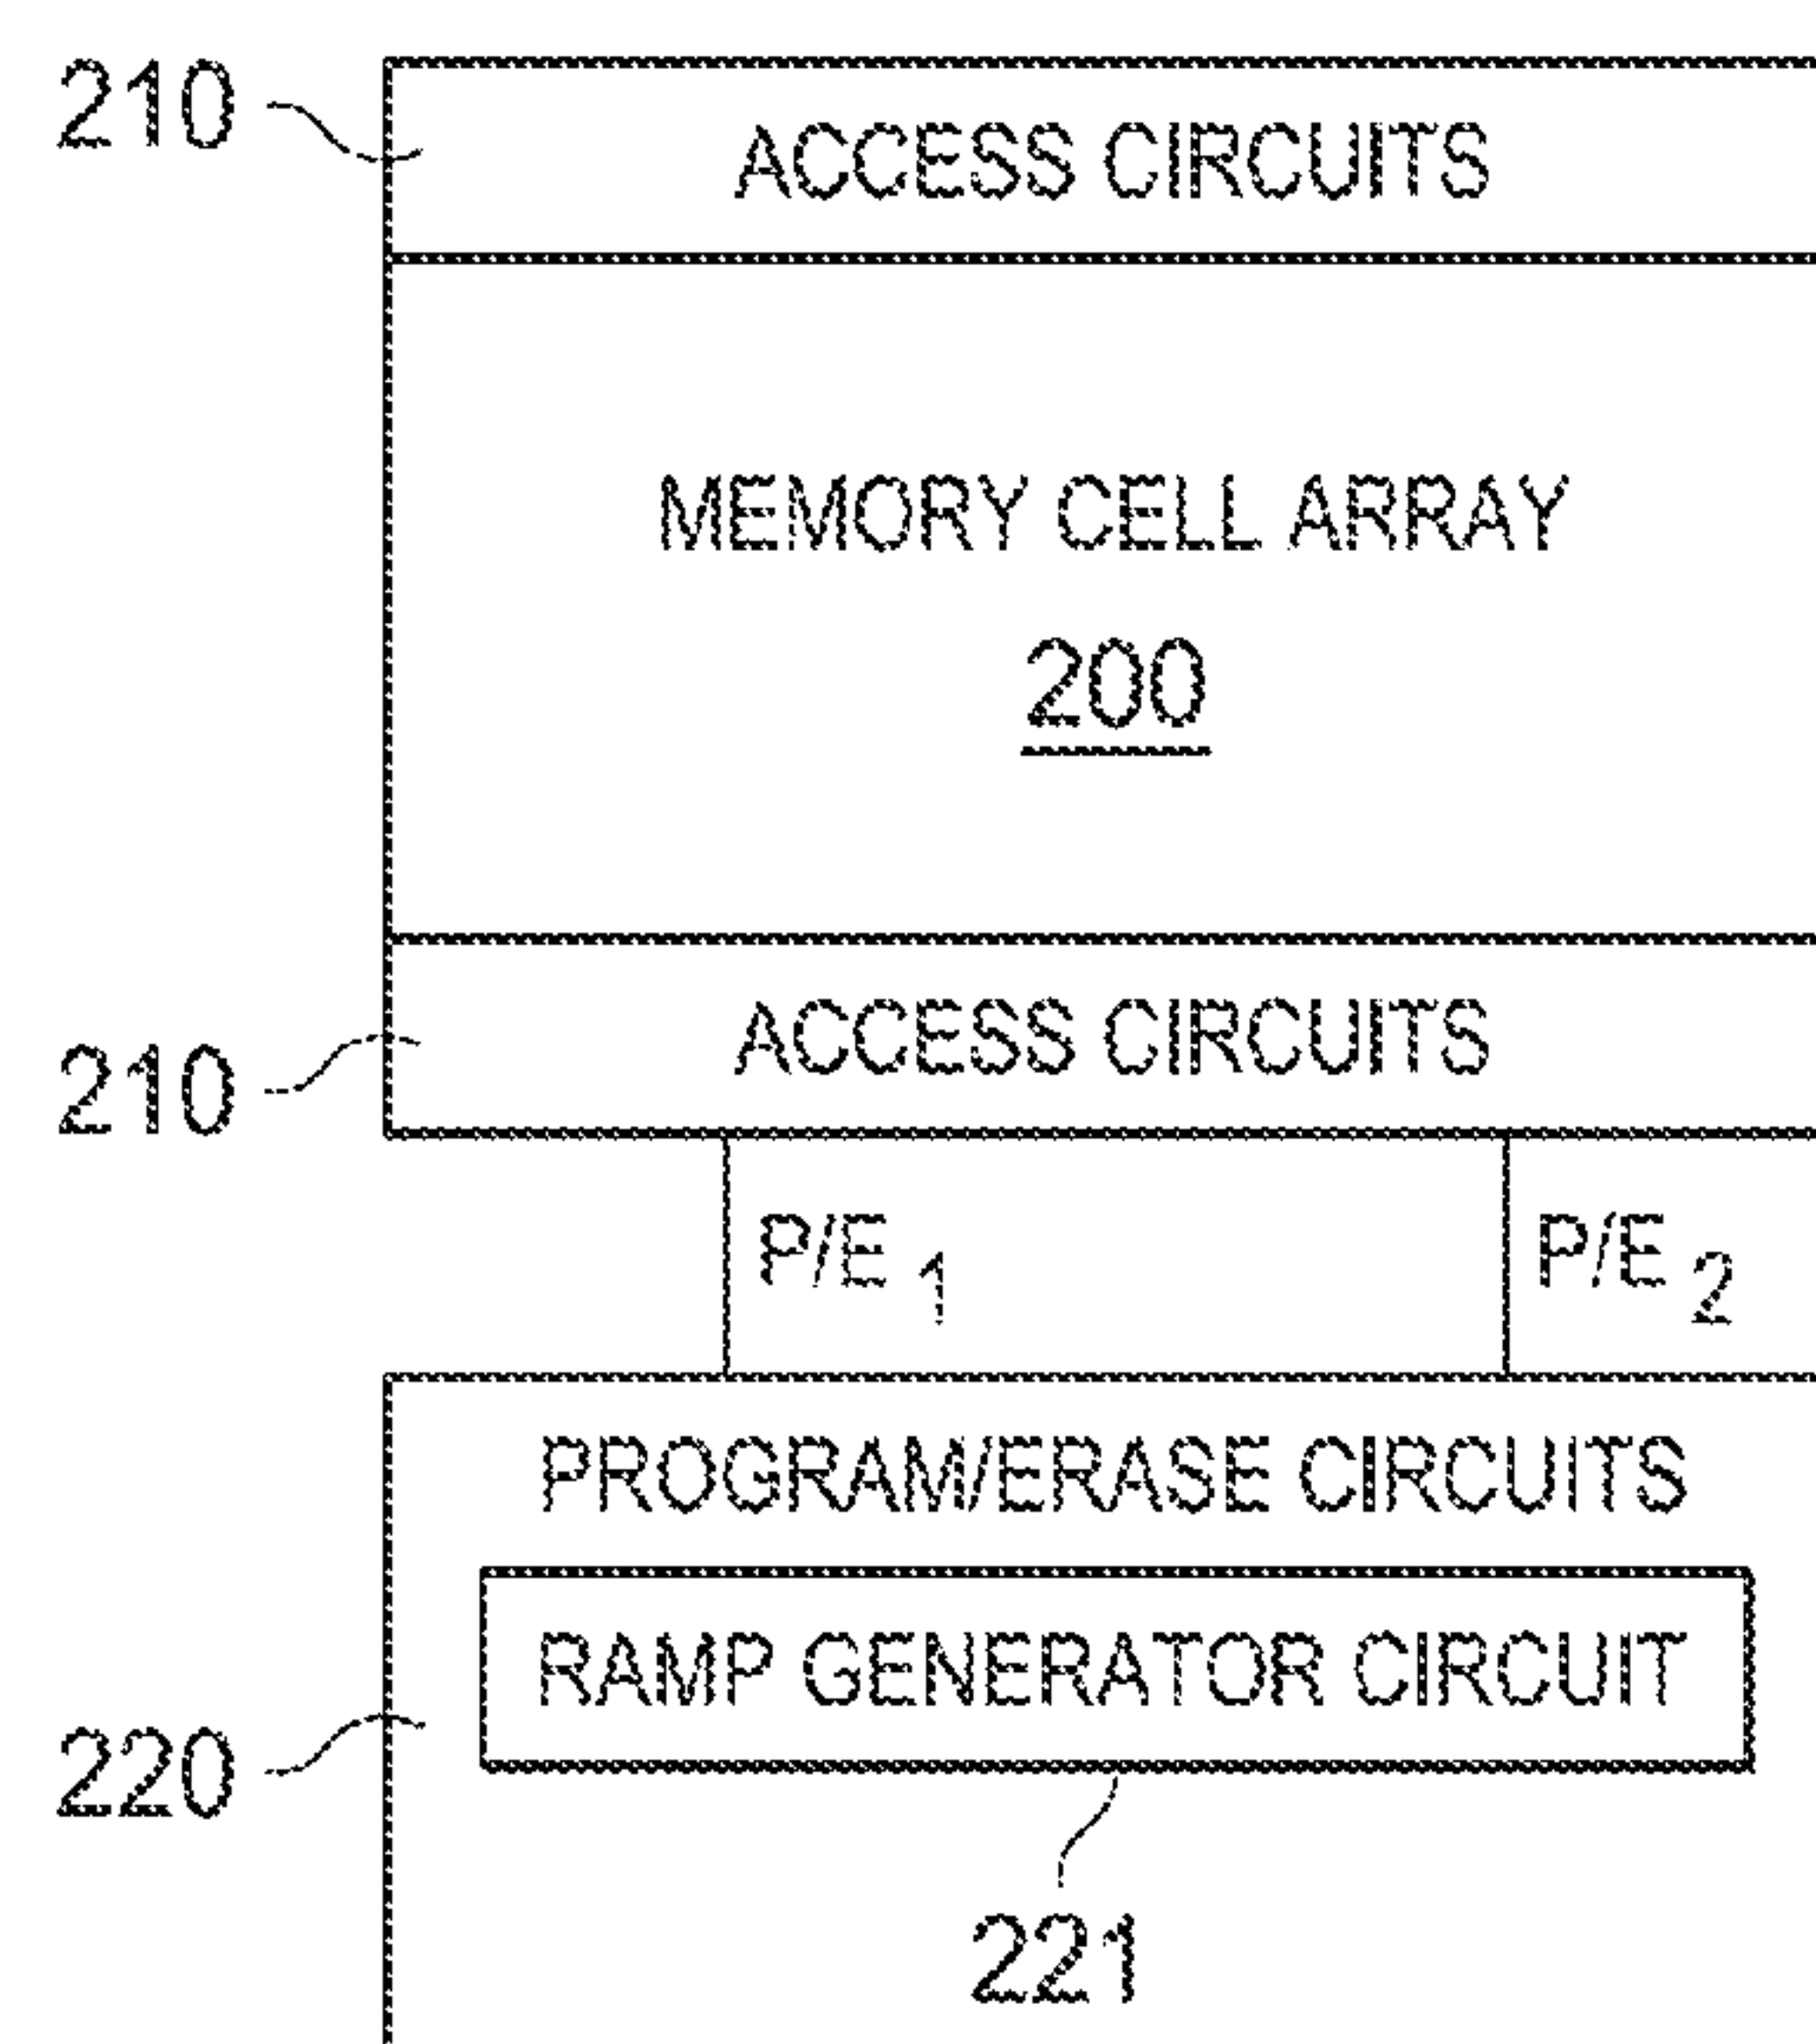 210
ACCESS CIRCUITS
MEMORY CELL ARRAY
200
ACCESS CIRCUITS
210
P/E 1
P/E 2
PROGRAM/ERASE CIRCUITS
RAMP GENERATOR CIRCUIT
220
221